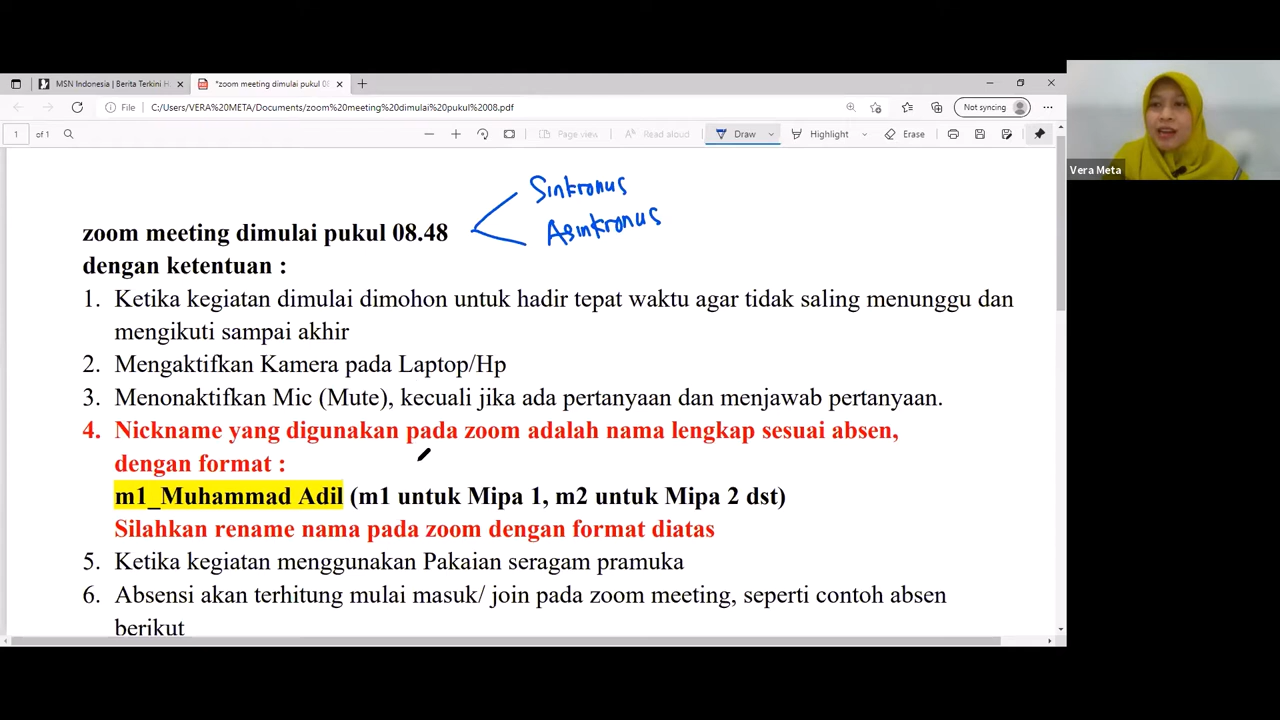 MSN Indonesia | Berita Terkini H
*zoom meeting dimulai pukul 08
File
C:/Users/VERA%20META/Documents/zoom%20meeting%20dimulai%20pukul%2008.pdf
Not syncing
1 of 1
Page view
Read aloud
Draw
Highlight
Erase
Vera Meta
Sinkronus
Asinkronus
zoom meeting dimulai pukul 08.48
dengan ketentuan :
1. Ketika kegiatan dimulai dimohon untuk hadir tepat waktu agar tidak saling menunggu dan
mengikuti sampai akhir
2. Mengaktifkan Kamera pada Laptop/Hp
3. Menonaktifkan Mic (Mute), kecuali jika ada pertanyaan dan menjawab pertanyaan.
4. Nickname yang digunakan pada zoom adalah nama lengkap sesuai absen,
dengan format :
m1_Muhammad Adil (m1 untuk Mipa 1, m2 untuk Mipa 2 dst)
Silahkan rename nama pada zoom dengan format diatas
5. Ketika kegiatan menggunakan Pakaian seragam pramuka
6. Absensi akan terhitung mulai masuk/ join pada zoom meeting, seperti contoh absen
berikut